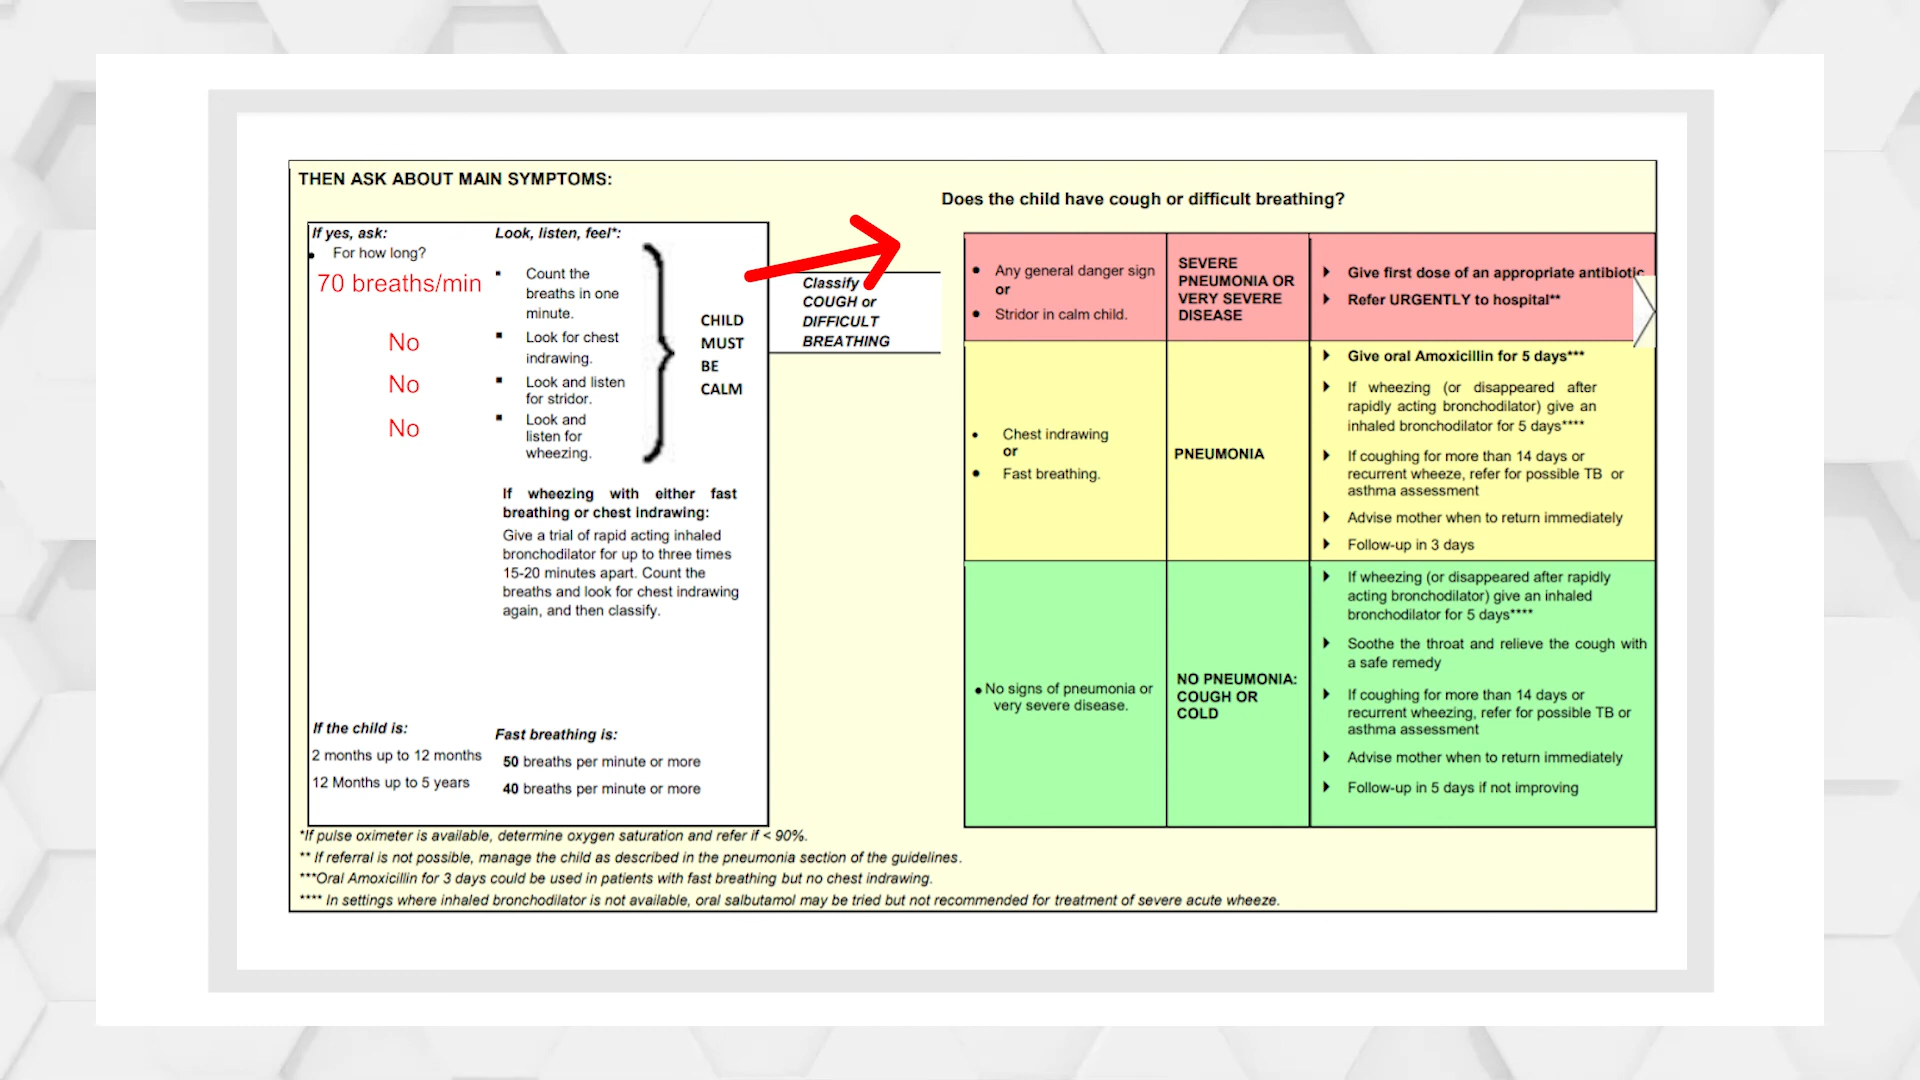 THEN ASK ABOUT MAIN SYMPTOMS:
Does the child have cough or difficult breathing?
If yes, ask:
• For how long?
70 breaths/min
No
No
No
Look, listen, feel*:
▪ Count the
breaths in one
minute.
▪ Look for chest
indrawing.
▪ Look and listen
for stridor.
▪ Look and
listen for
wheezing.
CHILD
MUST
BE
CALM
If wheezing with either fast
breathing or chest indrawing:
Give a trial of rapid acting inhaled
bronchodilator for up to three times
15-20 minutes apart. Count the
breaths and look for chest indrawing
again, and then classify.
If the child is:
2 months up to 12 months
12 Months up to 5 years
Fast breathing is:
50 breaths per minute or more
40 breaths per minute or more
Classify
COUGH or
DIFFICULT
BREATHING
• Any general danger sign
or
• Stridor in calm child.
SEVERE
PNEUMONIA OR
VERY SEVERE
DISEASE
Give first dose of an appropriate antibiotic
Refer URGENTLY to hospital**
• Chest indrawing
or
• Fast breathing.
PNEUMONIA
Give oral Amoxicillin for 5 days***
If wheezing (or disappeared after
rapidly acting bronchodilator) give an
inhaled bronchodilator for 5 days****
If coughing for more than 14 days or
recurrent wheeze, refer for possible TB or
asthma assessment
Advise mother when to return immediately
Follow-up in 3 days
• No signs of pneumonia or
very severe disease.
NO PNEUMONIA:
COUGH OR
COLD
If wheezing (or disappeared after rapidly
acting bronchodilator) give an inhaled
bronchodilator for 5 days****
Soothe the throat and relieve the cough with
a safe remedy
If coughing for more than 14 days or
recurrent wheezing, refer for possible TB or
asthma assessment
Advise mother when to return immediately
Follow-up in 5 days if not improving
*If pulse oximeter is available, determine oxygen saturation and refer if < 90%.
** If referral is not possible, manage the child as described in the pneumonia section of the guidelines.
***Oral Amoxicillin for 3 days could be used in patients with fast breathing but no chest indrawing.
**** In settings where inhaled bronchodilator is not available, oral salbutamol may be tried but not recommended for treatment of severe acute wheeze.